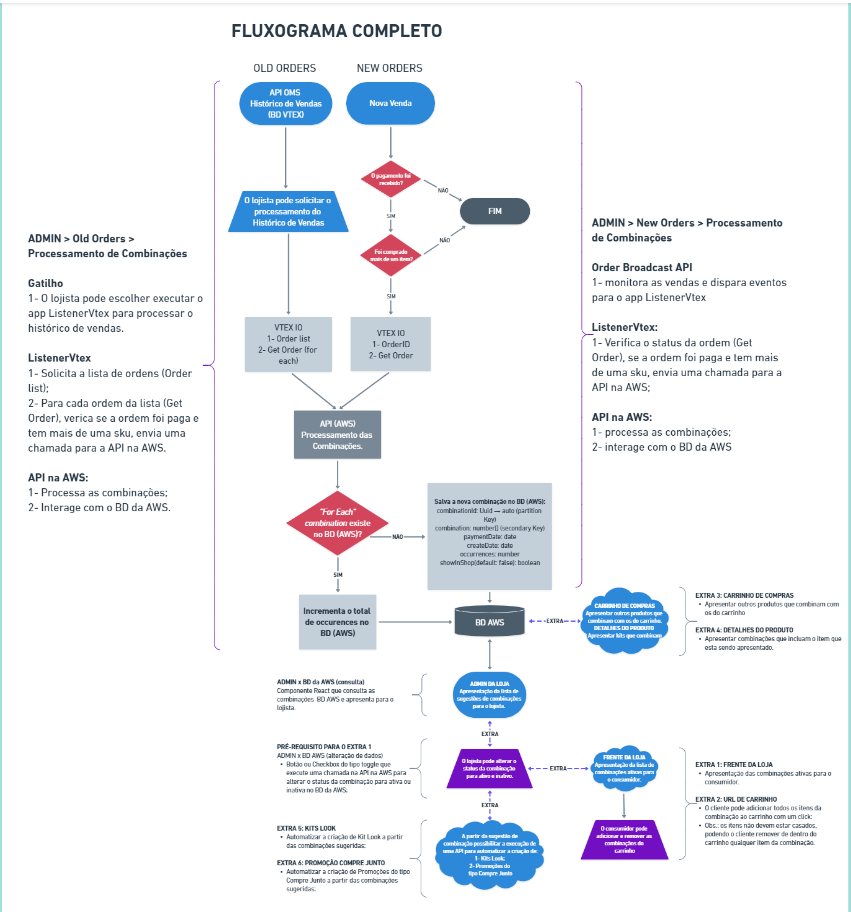 FLUXOGRAMA COMPLETO
OLD ORDERS
NEW ORDERS
API OMS
Histórico de Vendas
(BD VTEX)
Nova Venda
O pagamento foi
recebido?
NÃO
SIM
FIM
O lojista pode solicitar o
processamento do
Histórico de Vendas
Foi comprado
mais de um item?
NÃO
SIM
VTEX IO
1- Order list
2- Get Order (for
each)
VTEX IO
1- OrderID
2- Get Order
API (AWS)
Processamento das
Combinações.
"For Each"
combination existe
no BD (AWS)?
NÃO
SIM
Salva a nova combinação no BD (AWS):
combinationId: Uuid — auto (partition
Key)
combination: number[] (secondary Key)
paymentDate: date
createDate: date
occurrences: number
showInShop(default: false): boolean
Incrementa o total
de occurences no
BD (AWS)
BD AWS
EXTRA
CARRINHO DE COMPRAS
Apresentar outros produtos que
combinam com os do carrinho.
DETALHES DO PRODUTO
Apresentar kits que combinam
ADMIN > Old Orders >
Processamento de Combinações
Gatilho
1- O lojista pode escolher executar o
app ListenerVtex para processar o
histórico de vendas.
ListenerVtex
1- Solicita a lista de ordens (Order
list);
2- Para cada ordem da lista (Get
Order), verica se a ordem foi paga e
tem mais de uma sku, envia uma
chamada para a API na AWS.
API na AWS:
1- Processa as combinações;
2- Interage com o BD da AWS.
ADMIN > New Orders > Processamento
de Combinações
Order Broadcast API
1- monitora as vendas e dispara eventos
para o app ListenerVtex
ListenerVtex:
1- Verifica o status da ordem (Get
Order), se a ordem foi paga e tem mais
de uma sku, envia uma chamada para a
API na AWS;
API na AWS:
1- processa as combinações;
2- interage com o BD da AWS
EXTRA 3: CARRINHO DE COMPRAS
• Apresentar outros produtos que combinam com
os do carrinho
EXTRA 4: DETALHES DO PRODUTO
• Apresentar combinações que incluam o item que
esta sendo apresentado.
ADMIN x BD da AWS (consulta)
Componente React que consulta as
combinações BD AWS e apresenta para o
lojista.
ADMIN DA LOJA
Apresentação da lista de
sugestões de combinações
para o lojista.
EXTRA
PRÉ-REQUISITO PARA O EXTRA 1
ADMIN x BD AWS (alteração de dados)
• Botão ou Checkbox do tipo toggle que
execute uma chamada na API na AWS para
alterar o status da combinação para ativa ou
inativa no BD da AWS.
O lojista pode alterar o
status da combinação
para ativo e inativo.
EXTRA
FRENTE DA LOJA
Apresentação da lista de
combinações ativas para
o consumidor.
EXTRA 1: FRENTE DA LOJA
• Apresentação das combinações ativas para o
consumidor.
EXTRA 2: URL DE CARRINHO
• O cliente pode adicionar todos os itens da
combinação ao carrinho com um click;
• Obs.: os itens não devem estar casados,
podendo o cliente remover de dentro do
carrinho qualquer item da combinação.
EXTRA
EXTRA 5: KITS LOOK
• Automatizar a criação de Kit Look a partir
das combinações sugeridas;
EXTRA 6: PROMOÇÃO COMPRE JUNTO
• Automatizar a criação de Promoções do tipo
Compre Junto a partir das combinações
sugeridas;
A partir da sugestão de
combinação possibilitar a execução de
uma API para automatizar a criação de
1- Kits Look;
2- Promoções do
tipo Compre Junto
O consumidor pode
adicionar e remover as
combinações do
carrinho